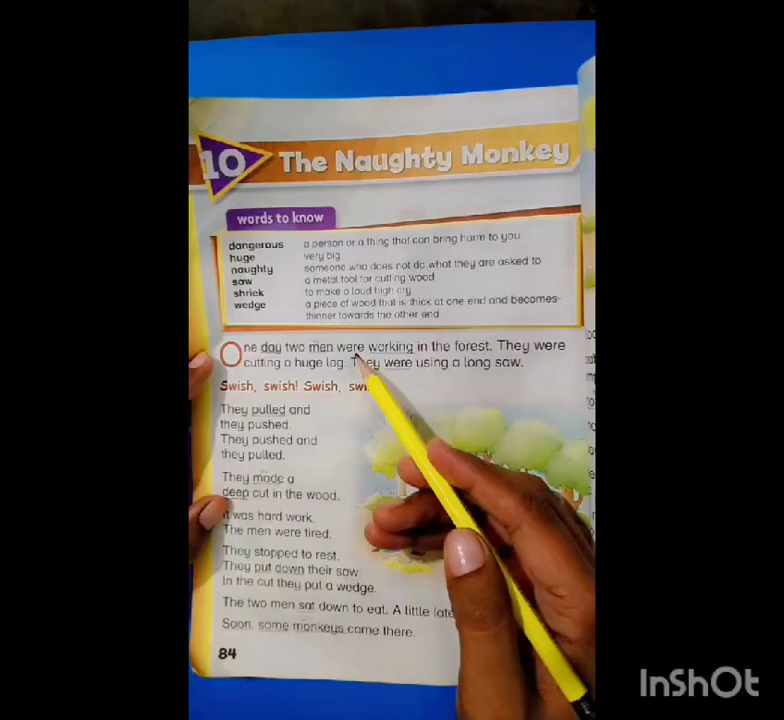 10 The Naughty Monkey
words to know
dangerous a person or a thing that can bring harm to you
huge very big
naughty someone who does not do what they are asked to
saw a metal tool for cutting wood
shriek to make a loud high cry
wedge a piece of wood that is thick at one end and becomes-
thinner towards the other end
One day two men were working in the forest. They were
cutting a huge log. They were using a long saw.
Swish, swish! Swish,
They pulled and
they pushed.
They pushed and
they pulled.
They made a
deep cut in the wood.
It was hard work.
The men were tired.
They stopped to rest.
They put down their saw.
In the cut they put a wedge.
The two men sat down to eat. A little
Soon, some monkeys came there.
84
InShOt